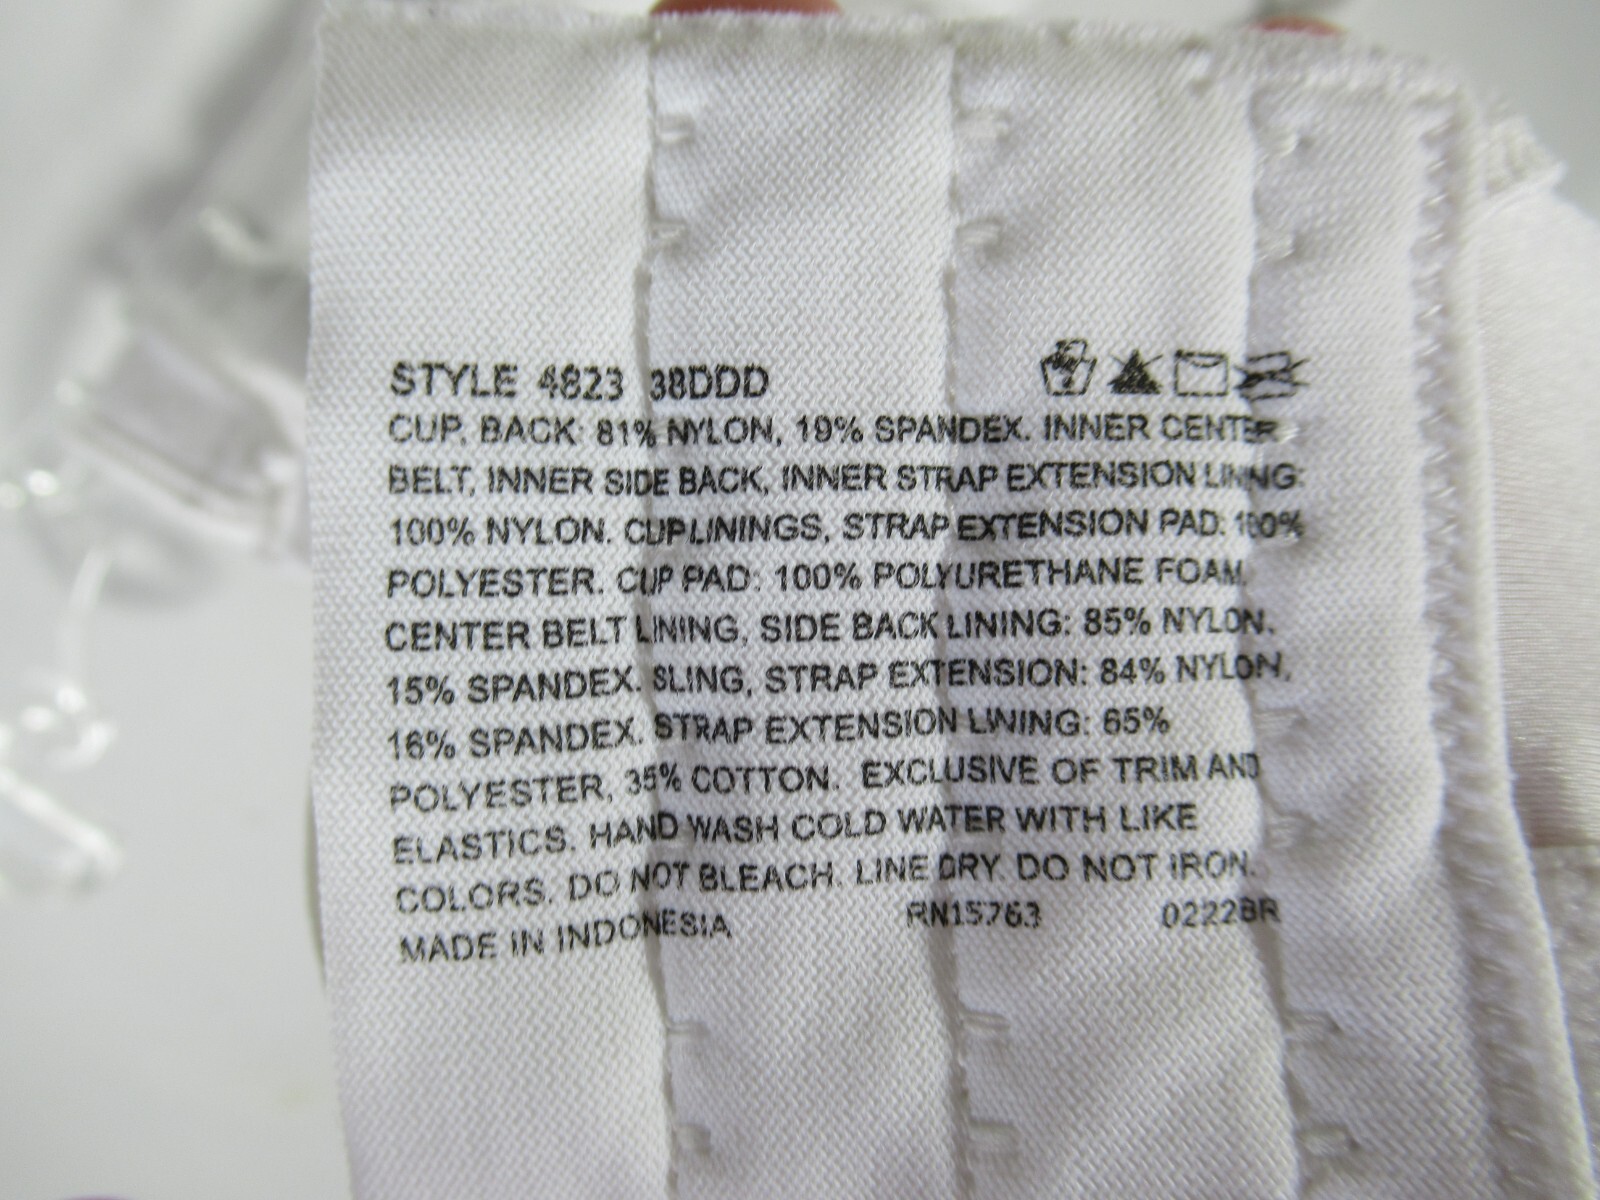 STYLE 4823 38DDD
CUP, BACK: 81% NYLON, 19% SPANDEX. INNER CENTER
BELT, INNER SIDE BACK, INNER STRAP EXTENSION LINING:
100% NYLON. CUP LININGS, STRAP EXTENSION PAD: 100%
POLYESTER. CUP PAD: 100% POLYURETHANE FOAM.
CENTER BELT LINING, SIDE BACK LINING: 85% NYLON,
15% SPANDEX. SLING, STRAP EXTENSION: 84% NYLON,
16% SPANDEX. STRAP EXTENSION LINING: 65%
POLYESTER, 35% COTTON. EXCLUSIVE OF TRIM AND
ELASTICS. HAND WASH COLD WATER WITH LIKE
COLORS. DO NOT BLEACH. LINE DRY. DO NOT IRON.
MADE IN INDONESIA RN15763 0222BR